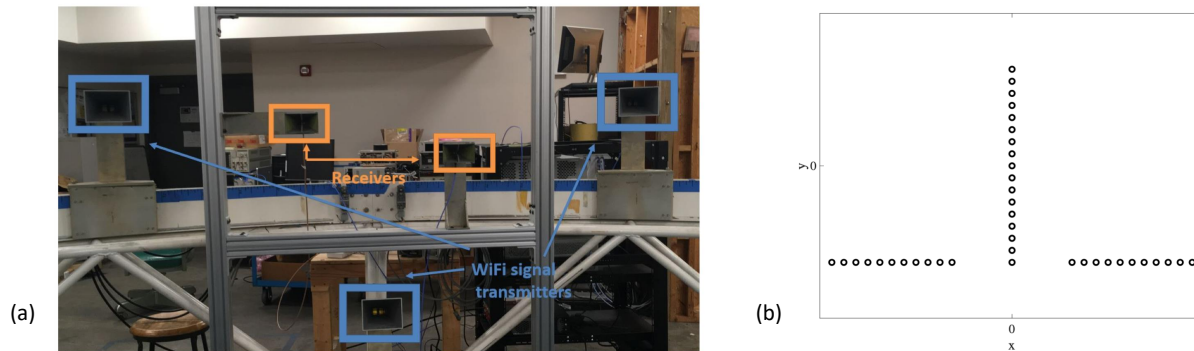 (a)
Receivers
WiFi signal
transmitters
(b)
y
0
0
x